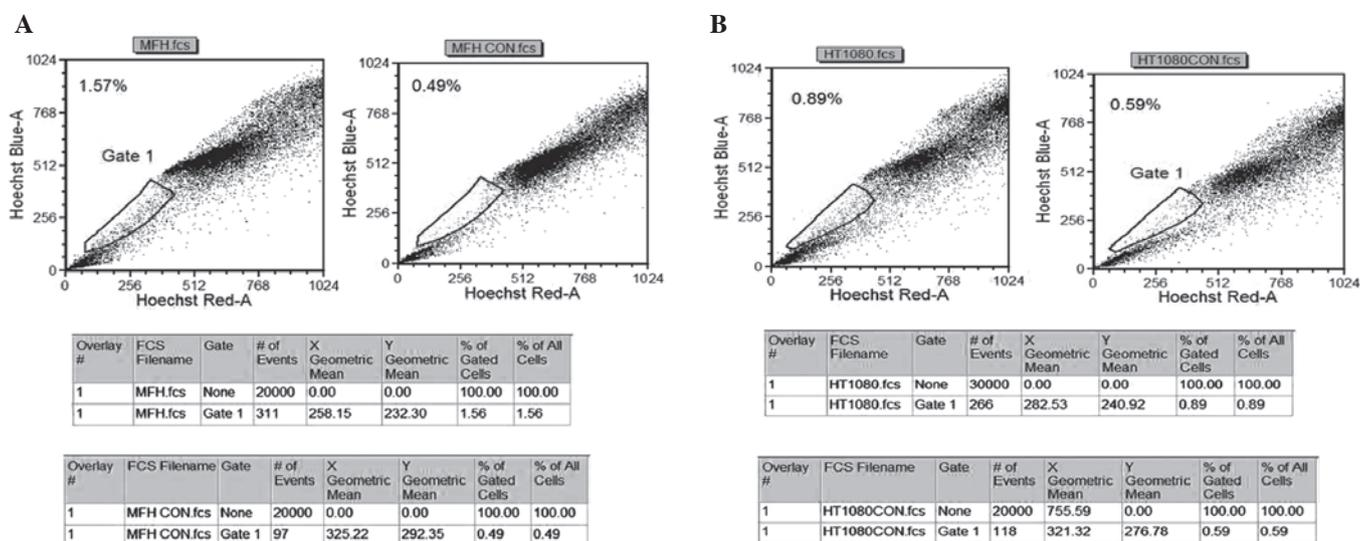 A
MFH.fcs
1024
768
512
256
0
Hoechst Blue-A
1.57%
Gate 1
0 256 512 768 1024
Hoechst Red-A
MFH CON.fcs
1024
768
512
256
0
Hoechst Blue-A
0.49%
0 256 512 768 1024
Hoechst Red-A
Overlay # FCS Filename Gate # of Events X Geometric Mean Y Geometric Mean % of Gated Cells % of All Cells
1 MFH.fcs None 20000 0.00 0.00 100.00 100.00
1 MFH.fcs Gate 1 311 258.15 232.30 1.56 1.56
Overlay # FCS Filename Gate # of Events X Geometric Mean Y Geometric Mean % of Gated Cells % of All Cells
1 MFH CON.fcs None 20000 0.00 0.00 100.00 100.00
1 MFH CON.fcs Gate 1 97 325.22 292.35 0.49 0.49
B
HT1080.fcs
1024
768
512
256
0
Hoechst Blue-A
0.89%
0 256 512 768 1024
Hoechst Red-A
HT1080CON.fcs
1024
768
512
256
0
Hoechst Blue-A
0.59%
Gate 1
0 256 512 768 1024
Hoechst Red-A
Overlay # FCS Filename Gate # of Events X Geometric Mean Y Geometric Mean % of Gated Cells % of All Cells
1 HT1080.fcs None 30000 0.00 0.00 100.00 100.00
1 HT1080.fcs Gate 1 266 282.53 240.92 0.89 0.89
Overlay # FCS Filename Gate # of Events X Geometric Mean Y Geometric Mean % of Gated Cells % of All Cells
1 HT1080CON.fcs None 20000 755.59 0.00 100.00 100.00
1 HT1080CON.fcs Gate 1 118 321.32 276.78 0.59 0.59